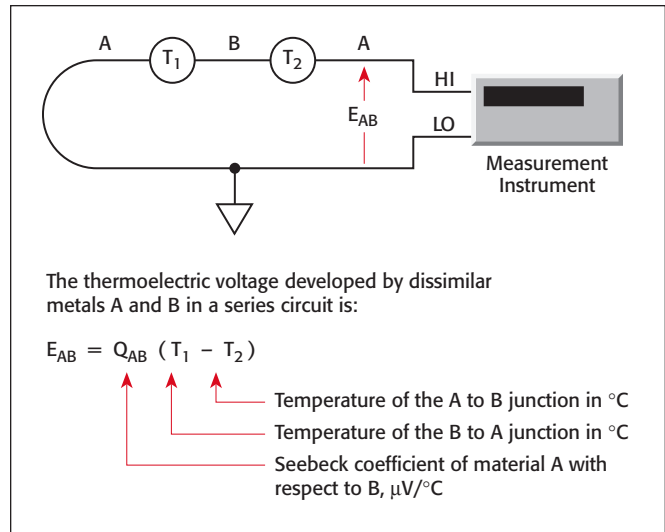 A T1 B T2 A
HI
EAB
LO
Measurement
Instrument
The thermoelectric voltage developed by dissimilar
metals A and B in a series circuit is:
EAB = QAB ( T1 – T2 )
Temperature of the A to B junction in °C
Temperature of the B to A junction in °C
Seebeck coefficient of material A with
respect to B, µV/°C